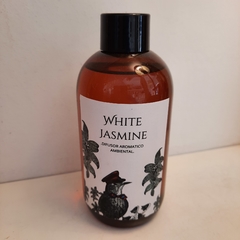 WHITE
JASMINE
DIFUSOR AROMATICO
AMBIENTAL.